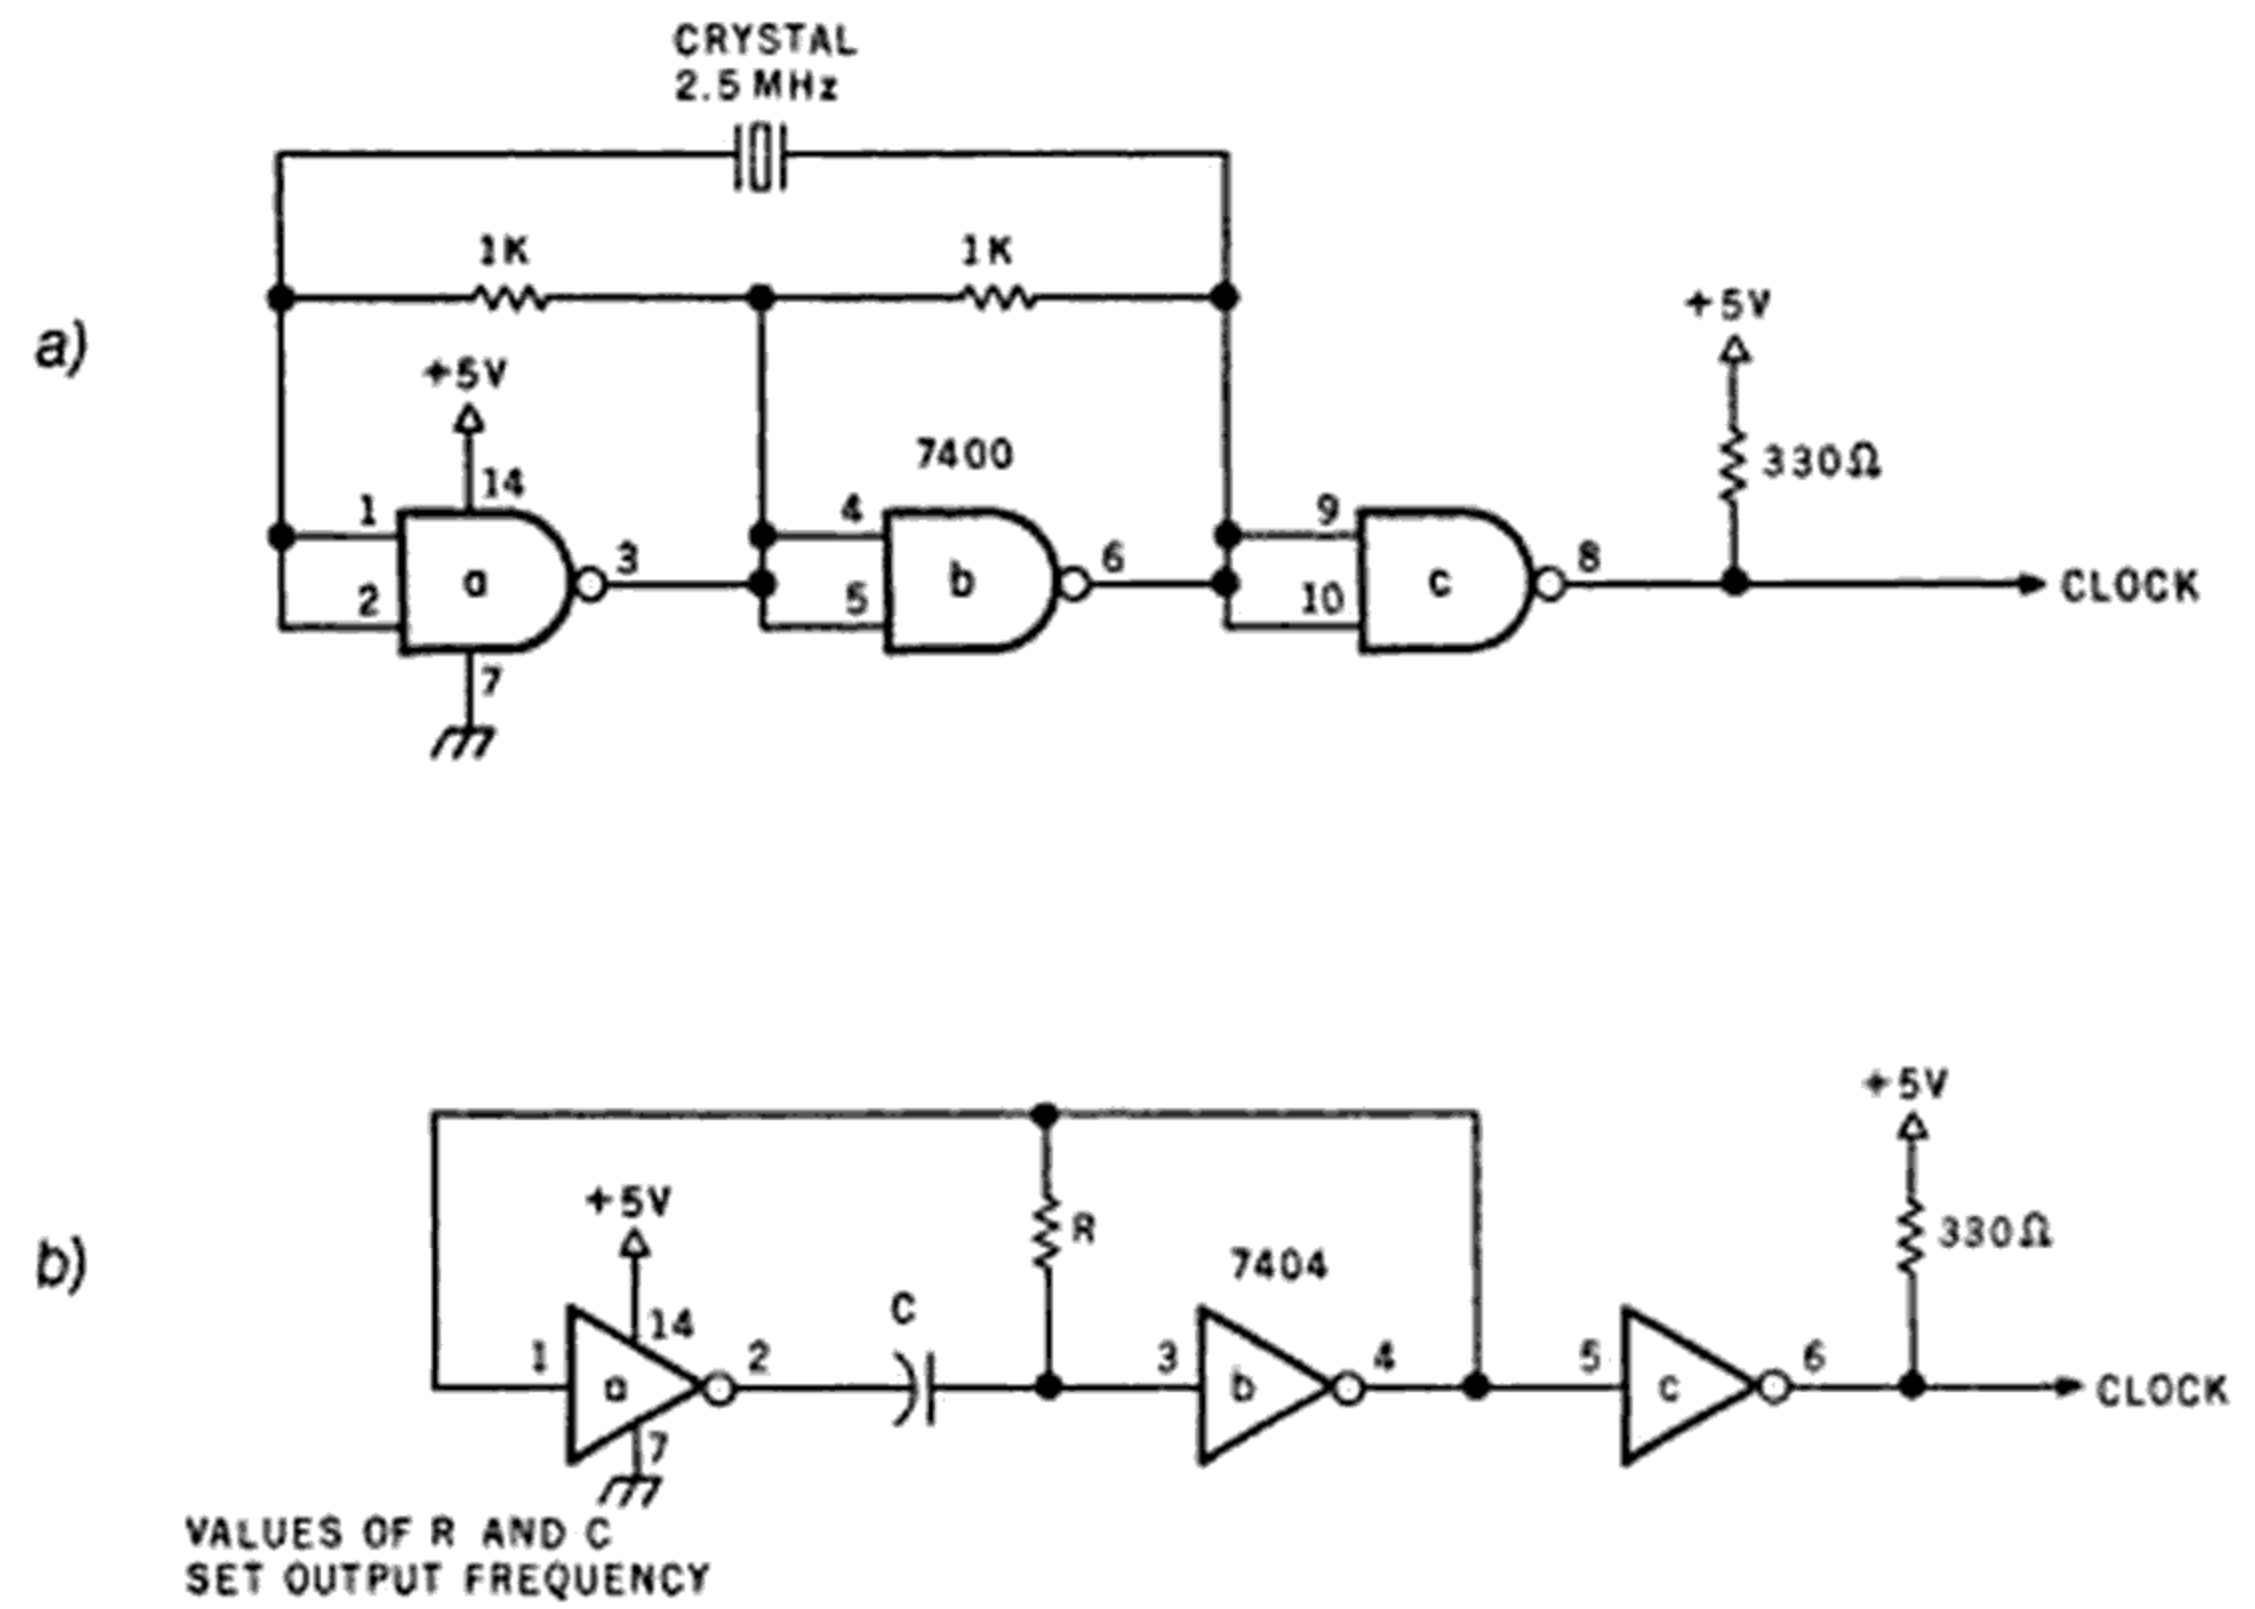 CRYSTAL
2.5 MHz
1K
1K
a)
+5V
+5V
14
7400
330Ω
1
2
a
3
4
5
b
6
9
10
c
8
CLOCK
7
b)
+5V
+5V
R
7404
330Ω
C
14
1
a
2
3
b
4
5
c
6
CLOCK
7
VALUES OF R AND C
SET OUTPUT FREQUENCY